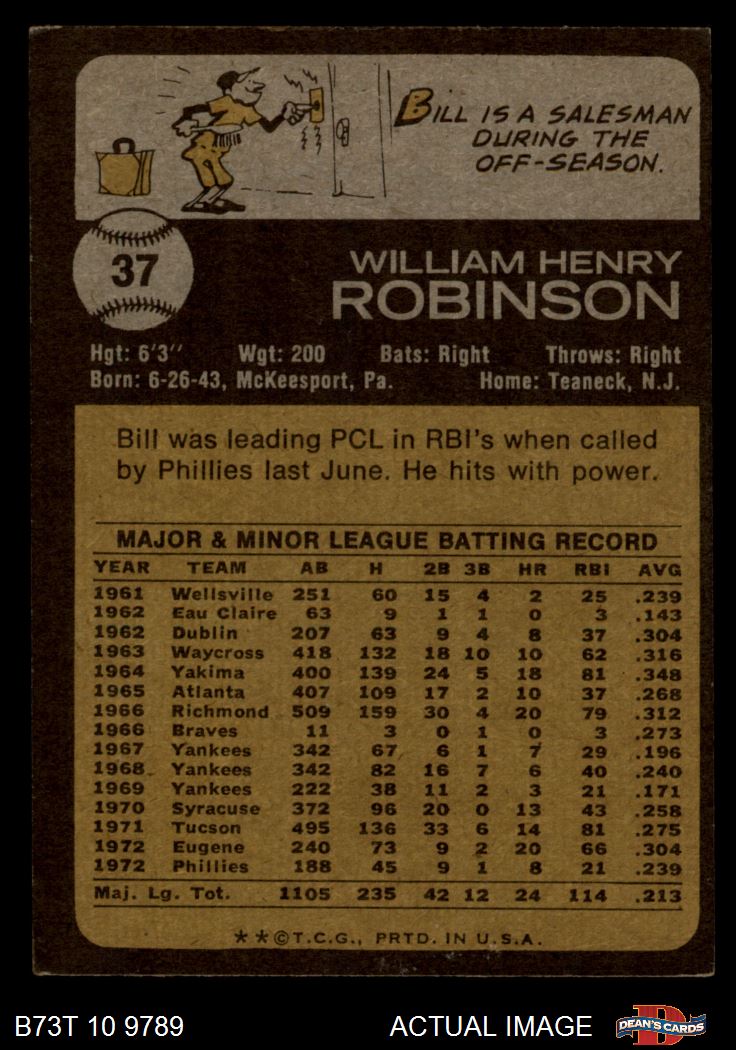 BILL IS A SALESMAN
DURING THE
OFF-SEASON.
37
WILLIAM HENRY
ROBINSON
Hgt: 6'3" Wgt: 200 Bats: Right Throws: Right
Born: 6-26-43, McKeesport, Pa. Home: Teaneck, N.J.
Bill was leading PCL in RBI's when called
by Phillies last June. He hits with power.
MAJOR & MINOR LEAGUE BATTING RECORD
YEAR TEAM AB H 2B 3B HR RBI AVG
1961 Wellsville 251 60 15 4 2 25 .239
1962 Eau Claire 63 9 1 1 0 3 .143
1962 Dublin 207 63 9 4 8 37 .304
1963 Waycross 418 132 18 10 10 62 .316
1964 Yakima 400 139 24 5 18 81 .348
1965 Atlanta 407 109 17 2 10 37 .268
1966 Richmond 509 159 30 4 20 79 .312
1966 Braves 11 3 0 1 0 3 .273
1967 Yankees 342 67 6 1 7 29 .196
1968 Yankees 342 82 16 7 6 40 .240
1969 Yankees 222 38 11 2 3 21 .171
1970 Syracuse 372 96 20 0 13 43 .258
1971 Tucson 495 136 33 6 14 81 .275
1972 Eugene 240 73 9 2 20 66 .304
1972 Phillies 188 45 9 1 8 21 .239
Maj. Lg. Tot. 1105 235 42 12 24 114 .213
**©T.C.G., PRTD. IN U.S.A.
B73T 10 9789 ACTUAL IMAGE D DEAN'S CARDS